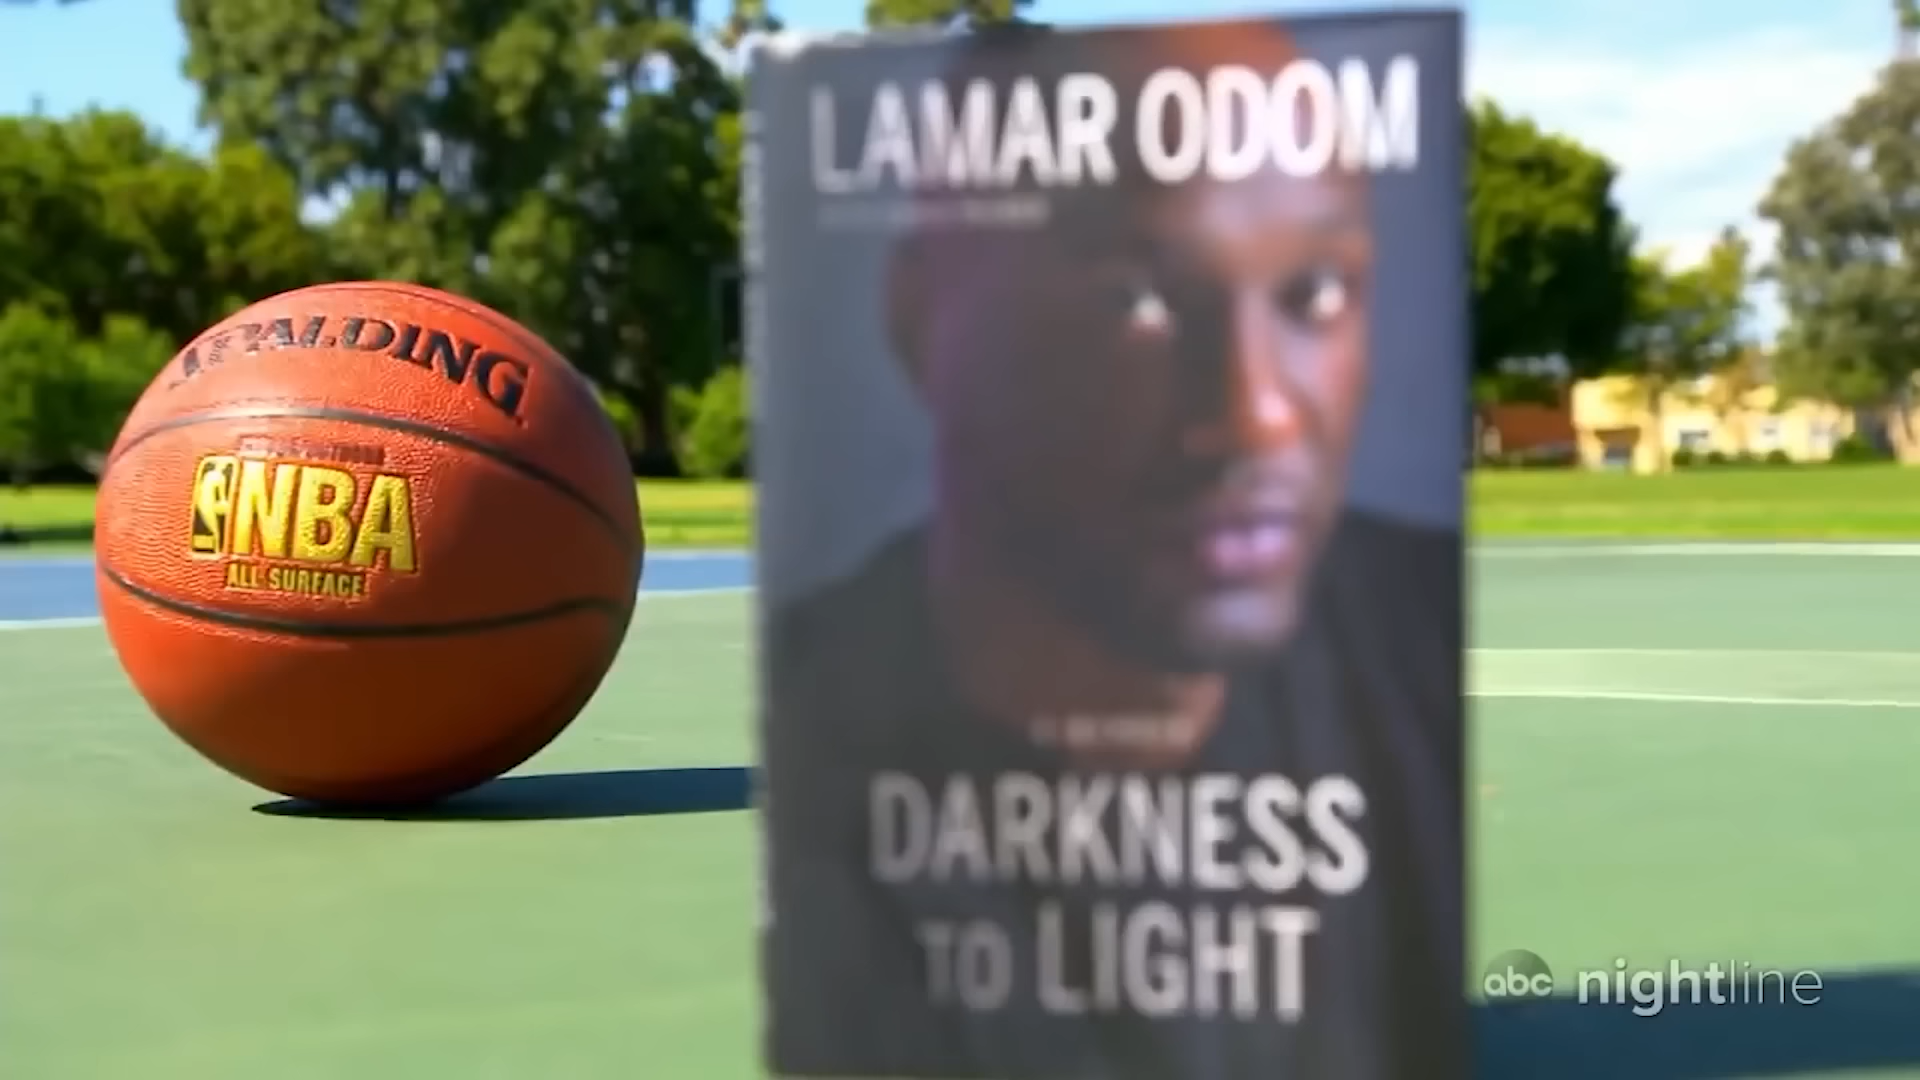 SPALDING
NBA
ALL SURFACE
LAMAR ODOM
DARKNESS
TO LIGHT
abc nightline